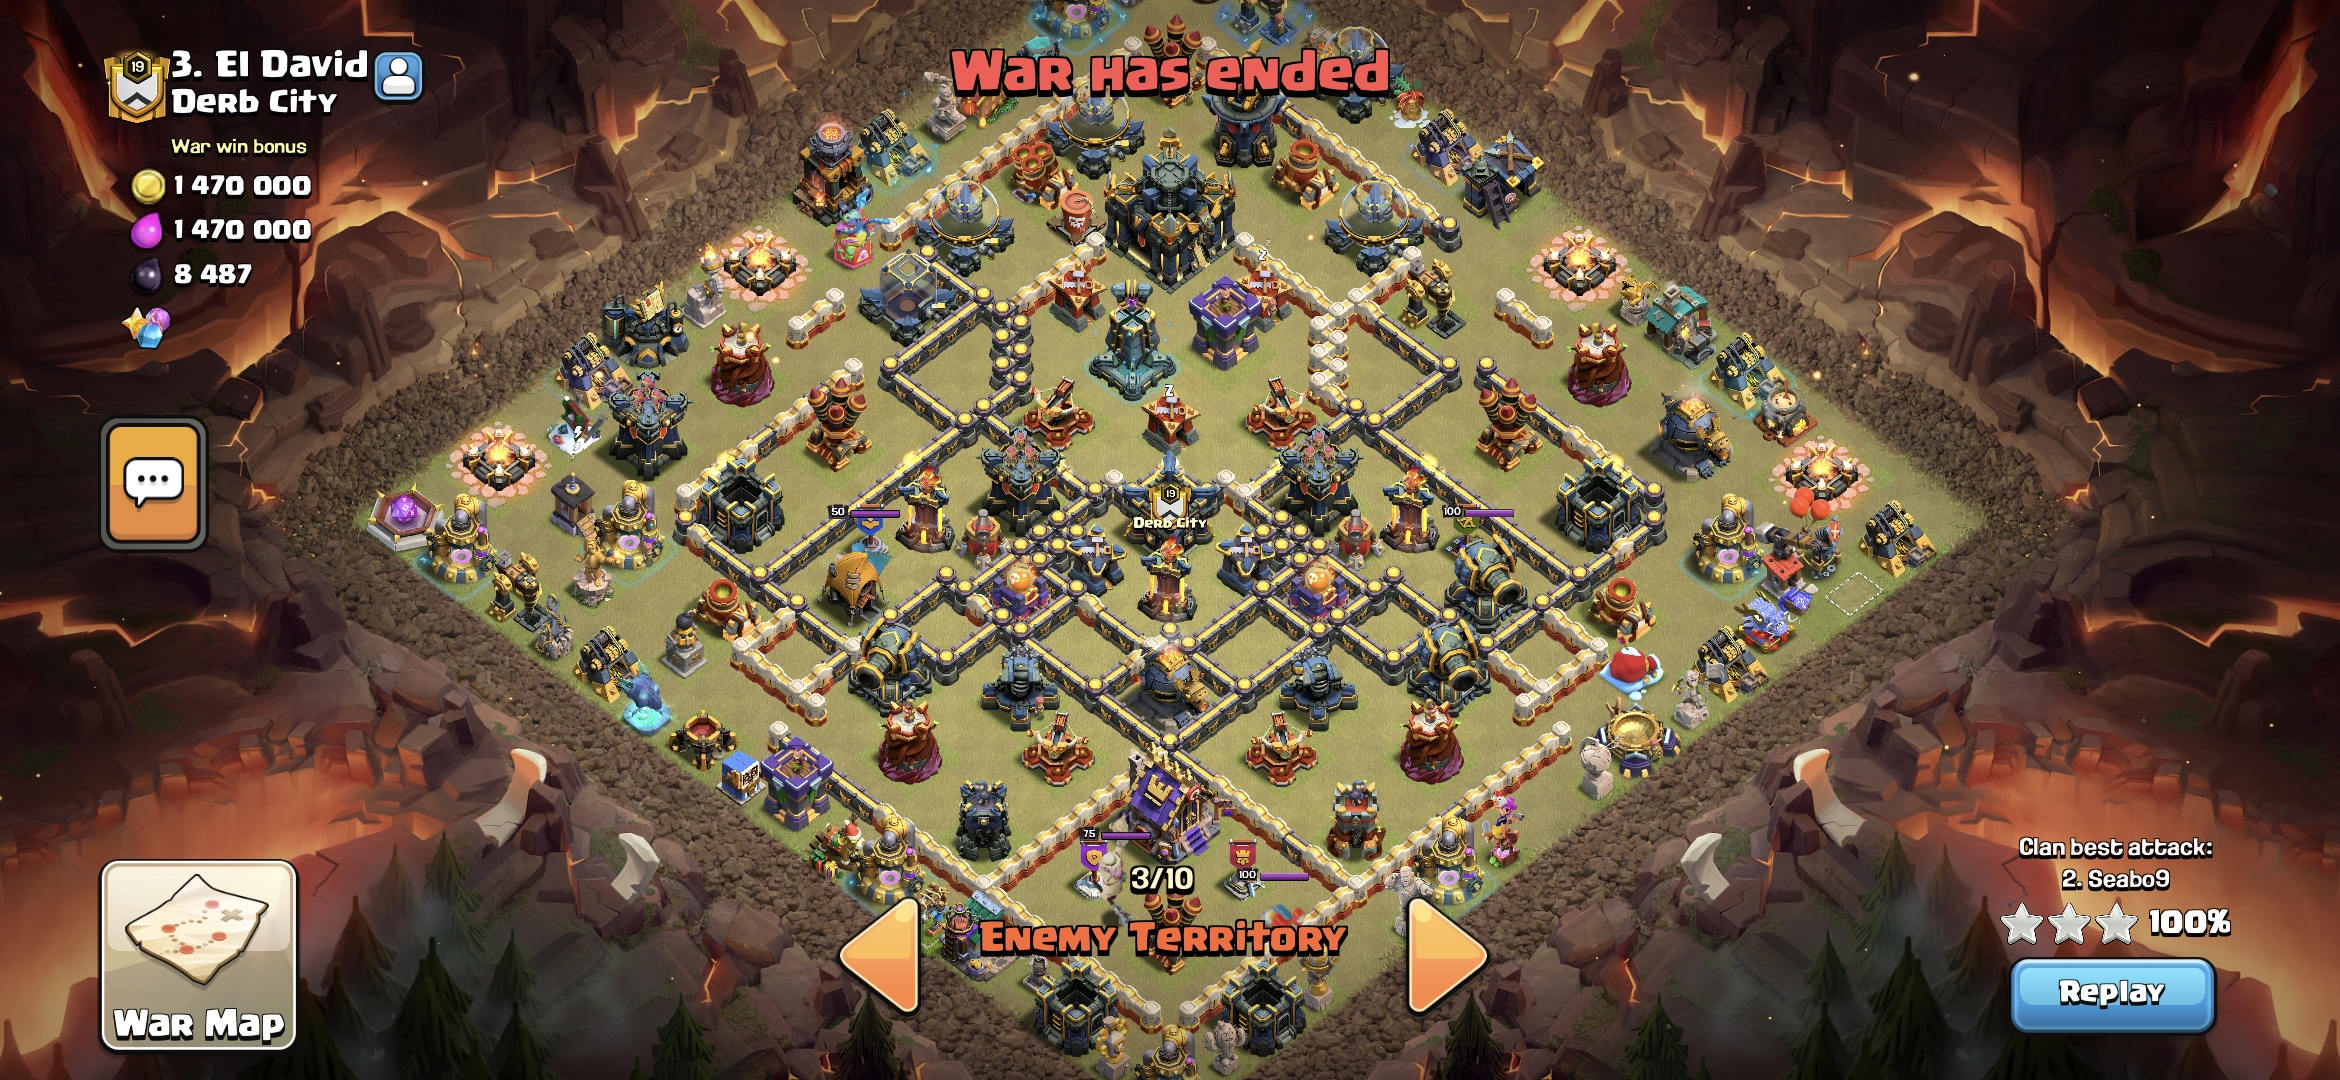 19
3. El David
Derb City
War has ended
War win bonus
1 470 000
1 470 000
8 487
z
z
Z
50
100
19
Derb City
75
100
3/10
Enemy Territory
War Map
Clan best attack:
2. Seabo9
100%
Replay